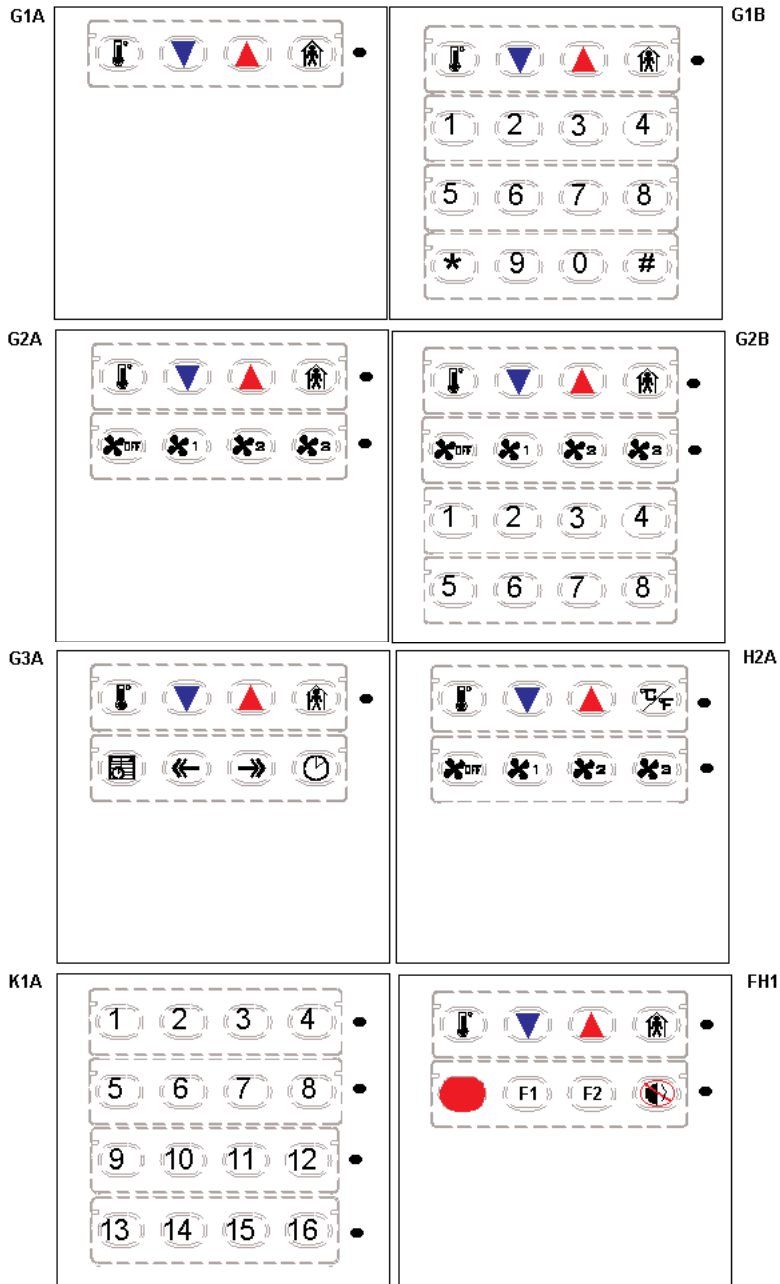 G1A
G1B
1 2 3 4
5 6 7 8
* 9 0 #
G2A
OFF 1 2 3
G2B
OFF 1 2 3
1 2 3 4
5 6 7 8
G3A
H2A
°C/°F
OFF 1 2 3
K1A
1 2 3 4
5 6 7 8
9 10 11 12
13 14 15 16
FH1
F1 F2